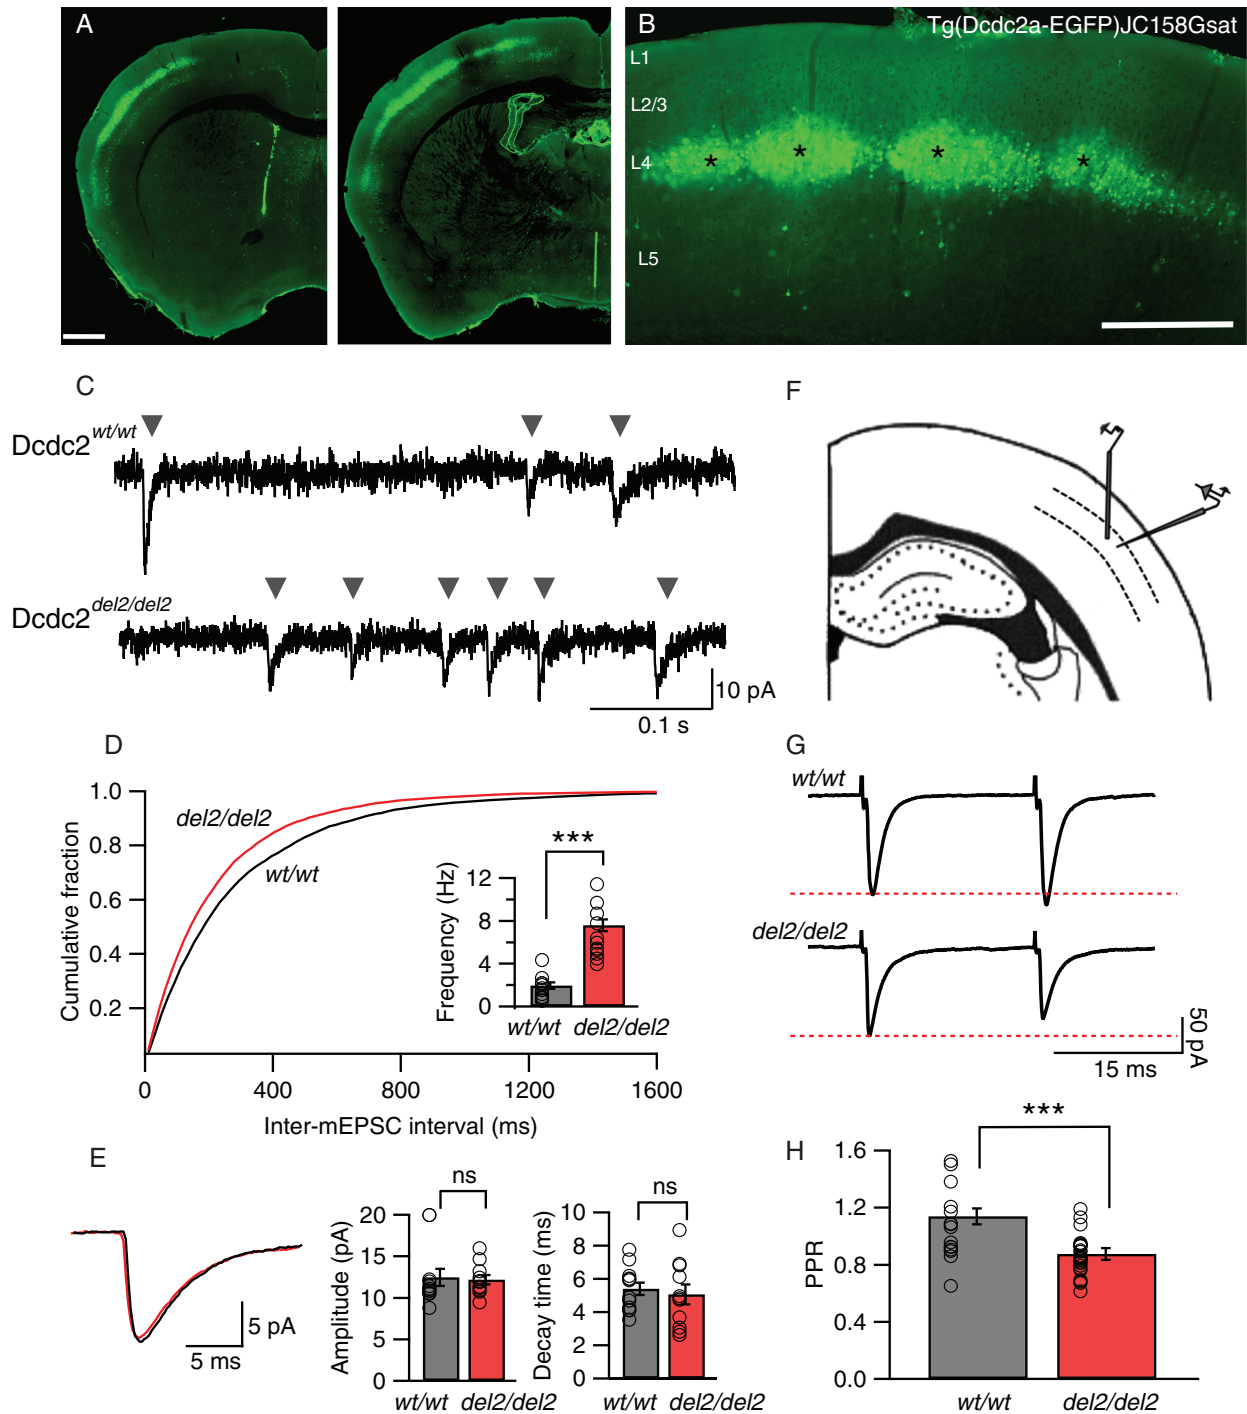 A
B
Tg(Dcdc2a-EGFP)JC158Gsat
L1
L2/3
L4
* * * *
L5
C
Dcdc2wt/wt
Dcdc2del2/del2
10 pA
0.1 s
D
1.0
0.8
0.6
0.4
0.2
Cumulative fraction
del2/del2
wt/wt
0
400
800
1200
1600
Inter-mEPSC interval (ms)
***
12
8
4
0
Frequency (Hz)
wt/wt
del2/del2
E
5 pA
5 ms
ns
20
15
10
5
0
Amplitude (pA)
wt/wt
del2/del2
ns
10
8
6
4
2
0
Decay time (ms)
wt/wt
del2/del2
F
G
wt/wt
del2/del2
50 pA
15 ms
H
***
1.6
1.2
0.8
0.4
0.0
PPR
wt/wt
del2/del2